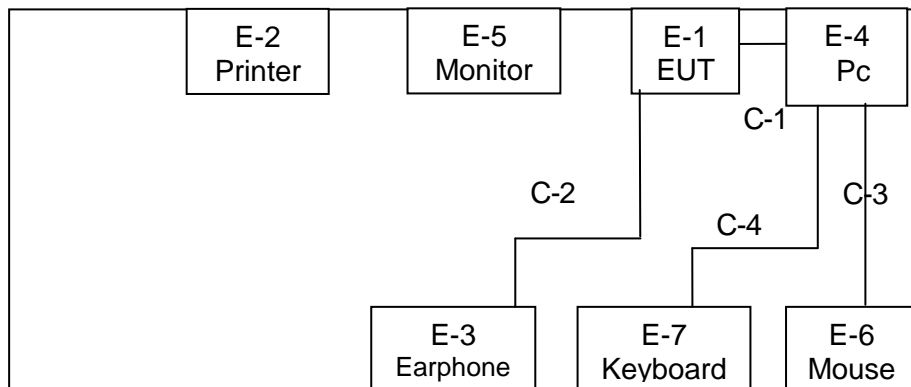 E-2
Printer
E-5
Monitor
E-1
EUT
E-4
Pc
C-1
C-2
C-3
C-4
E-3
Earphone
E-7
Keyboard
E-6
Mouse